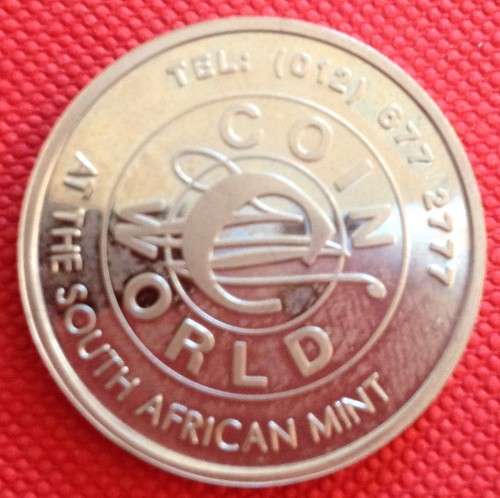 TEL: (012) 677 2777
COIN WORLD
AT THE SOUTH AFRICAN MINT